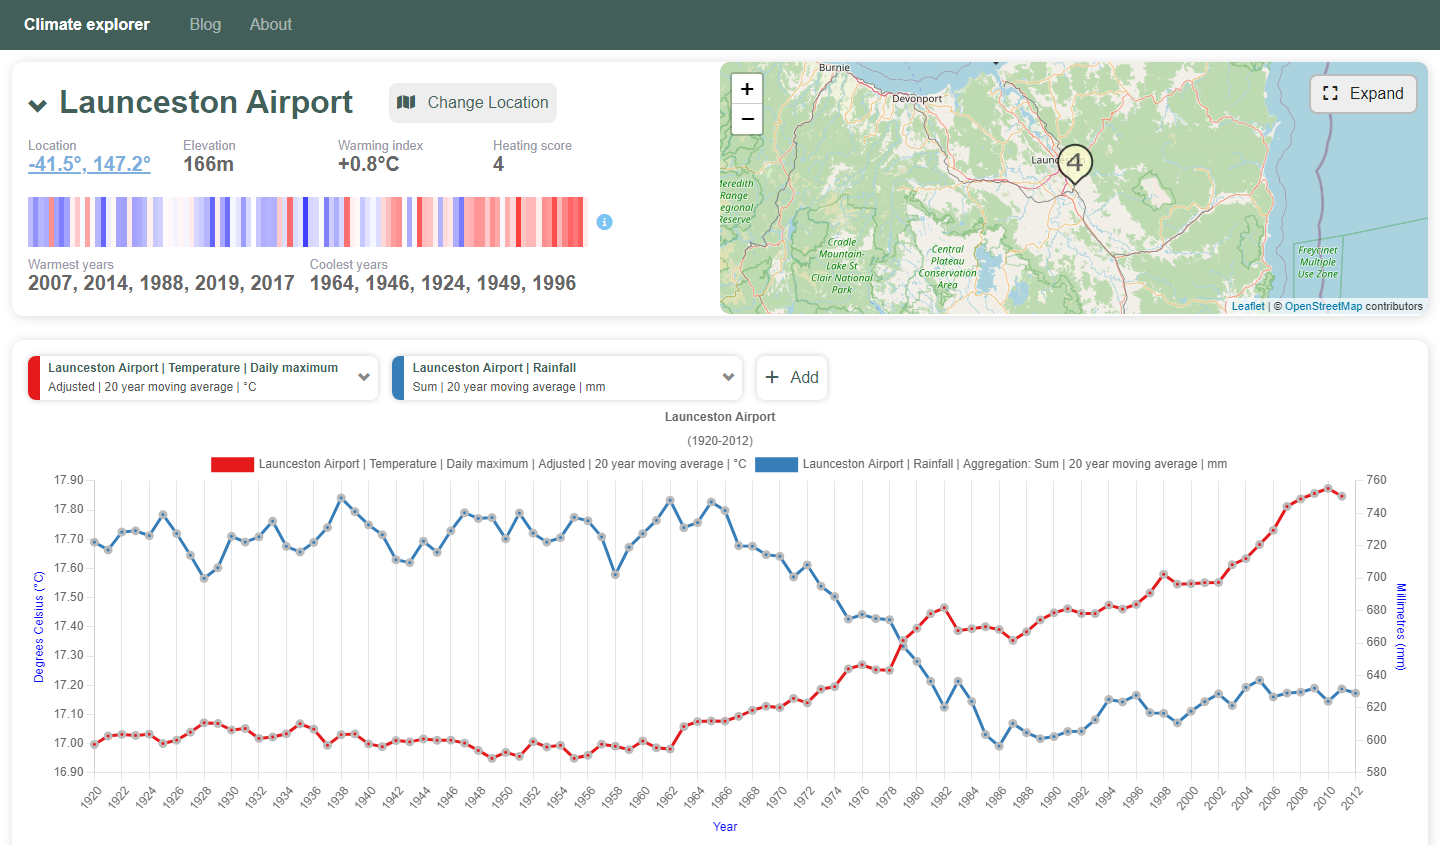 Climate explorer Blog About
Launceston Airport
Change Location
Location Elevation Warming index Heating score
-41.5°, 147.2° 166m +0.8°C 4
Warmest years Coolest years
2007, 2014, 1988, 2019, 2017 1964, 1946, 1924, 1949, 1996
+
−
Expand
Burnie
Devonport
4
Meredith
Range
Regional
Reserve
Cradle
Mountain-
Lake St
Clair National
Park
Central
Plateau
Conservation
Area
Freycinet
Multiple
Use Zone
Leaflet | © OpenStreetMap contributors
Launceston Airport | Temperature | Daily maximum
Adjusted | 20 year moving average | °C
Launceston Airport | Rainfall
Sum | 20 year moving average | mm
+ Add
Launceston Airport
(1920-2012)
Launceston Airport | Temperature | Daily maximum | Adjusted | 20 year moving average | °C
Launceston Airport | Rainfall | Aggregation: Sum | 20 year moving average | mm
Degrees Celsius (°C)
17.90
17.80
17.70
17.60
17.50
17.40
17.30
17.20
17.10
17.00
16.90
760
740
720
700
680
660
640
620
600
580
Millimetres (mm)
1920 1922 1924 1926 1928 1930 1932 1934 1936 1938 1940 1942 1944 1946 1948 1950 1952 1954 1956 1958 1960 1962 1964 1966 1968 1970 1972 1974 1976 1978 1980 1982 1984 1986 1988 1990 1992 1994 1996 1998 2000 2002 2004 2006 2008 2010 2012
Year